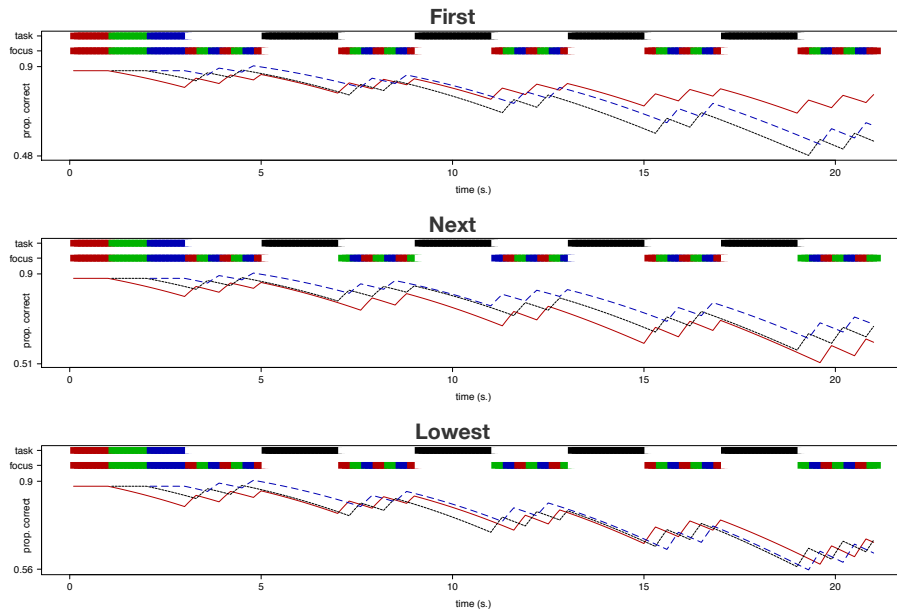 First
task
focus
0.9
prop. correct
0.48
0 5 10 15 20
time (s.)
Next
task
focus
0.9
prop. correct
0.51
0 5 10 15 20
time (s.)
Lowest
task
focus
0.9
prop. correct
0.56
0 5 10 15 20
time (s.)